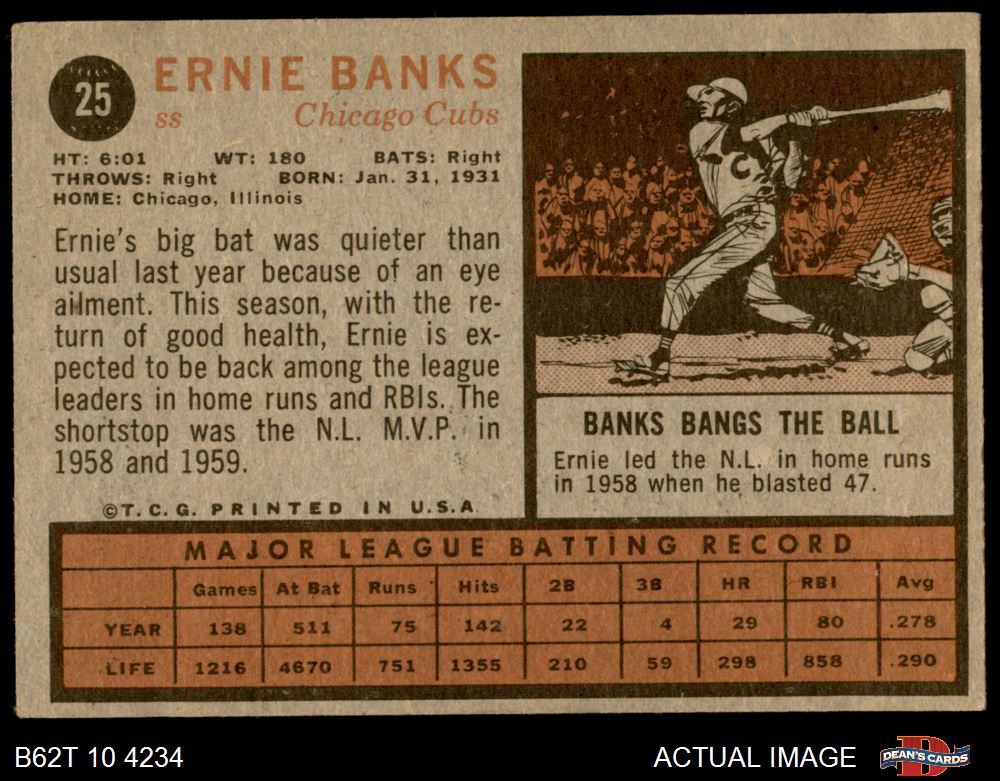 25
ERNIE BANKS
ss Chicago Cubs
HT: 6:01 WT: 180 BATS: Right
THROWS: Right BORN: Jan. 31, 1931
HOME: Chicago, Illinois
Ernie's big bat was quieter than
usual last year because of an eye
ailment. This season, with the re-
turn of good health, Ernie is ex-
pected to be back among the league
leaders in home runs and RBIs. The
shortstop was the N.L. M.V.P. in
1958 and 1959.
©T.C.G. PRINTED IN U.S.A.
C
BANKS BANGS THE BALL
Ernie led the N.L. in home runs
in 1958 when he blasted 47.
MAJOR LEAGUE BATTING RECORD
Games At Bat Runs Hits 2B 3B HR RBI Avg
YEAR 138 511 75 142 22 4 29 80 .278
LIFE 1216 4670 751 1355 210 59 298 858 .290
B62T 10 4234 ACTUAL IMAGE D DEAN'S CARDS